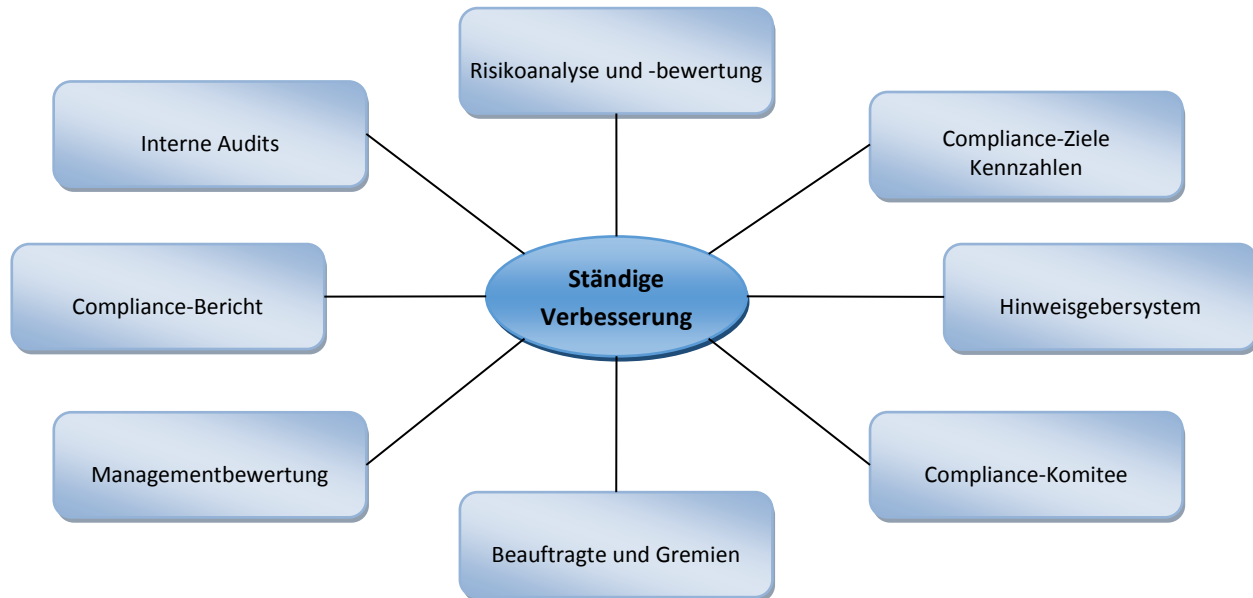 Risikoanalyse und -bewertung
Interne Audits
Compliance-Ziele
Kennzahlen
Compliance-Bericht
Ständige
Verbesserung
Hinweisgebersystem
Managementbewertung
Compliance-Komitee
Beauftragte und Gremien